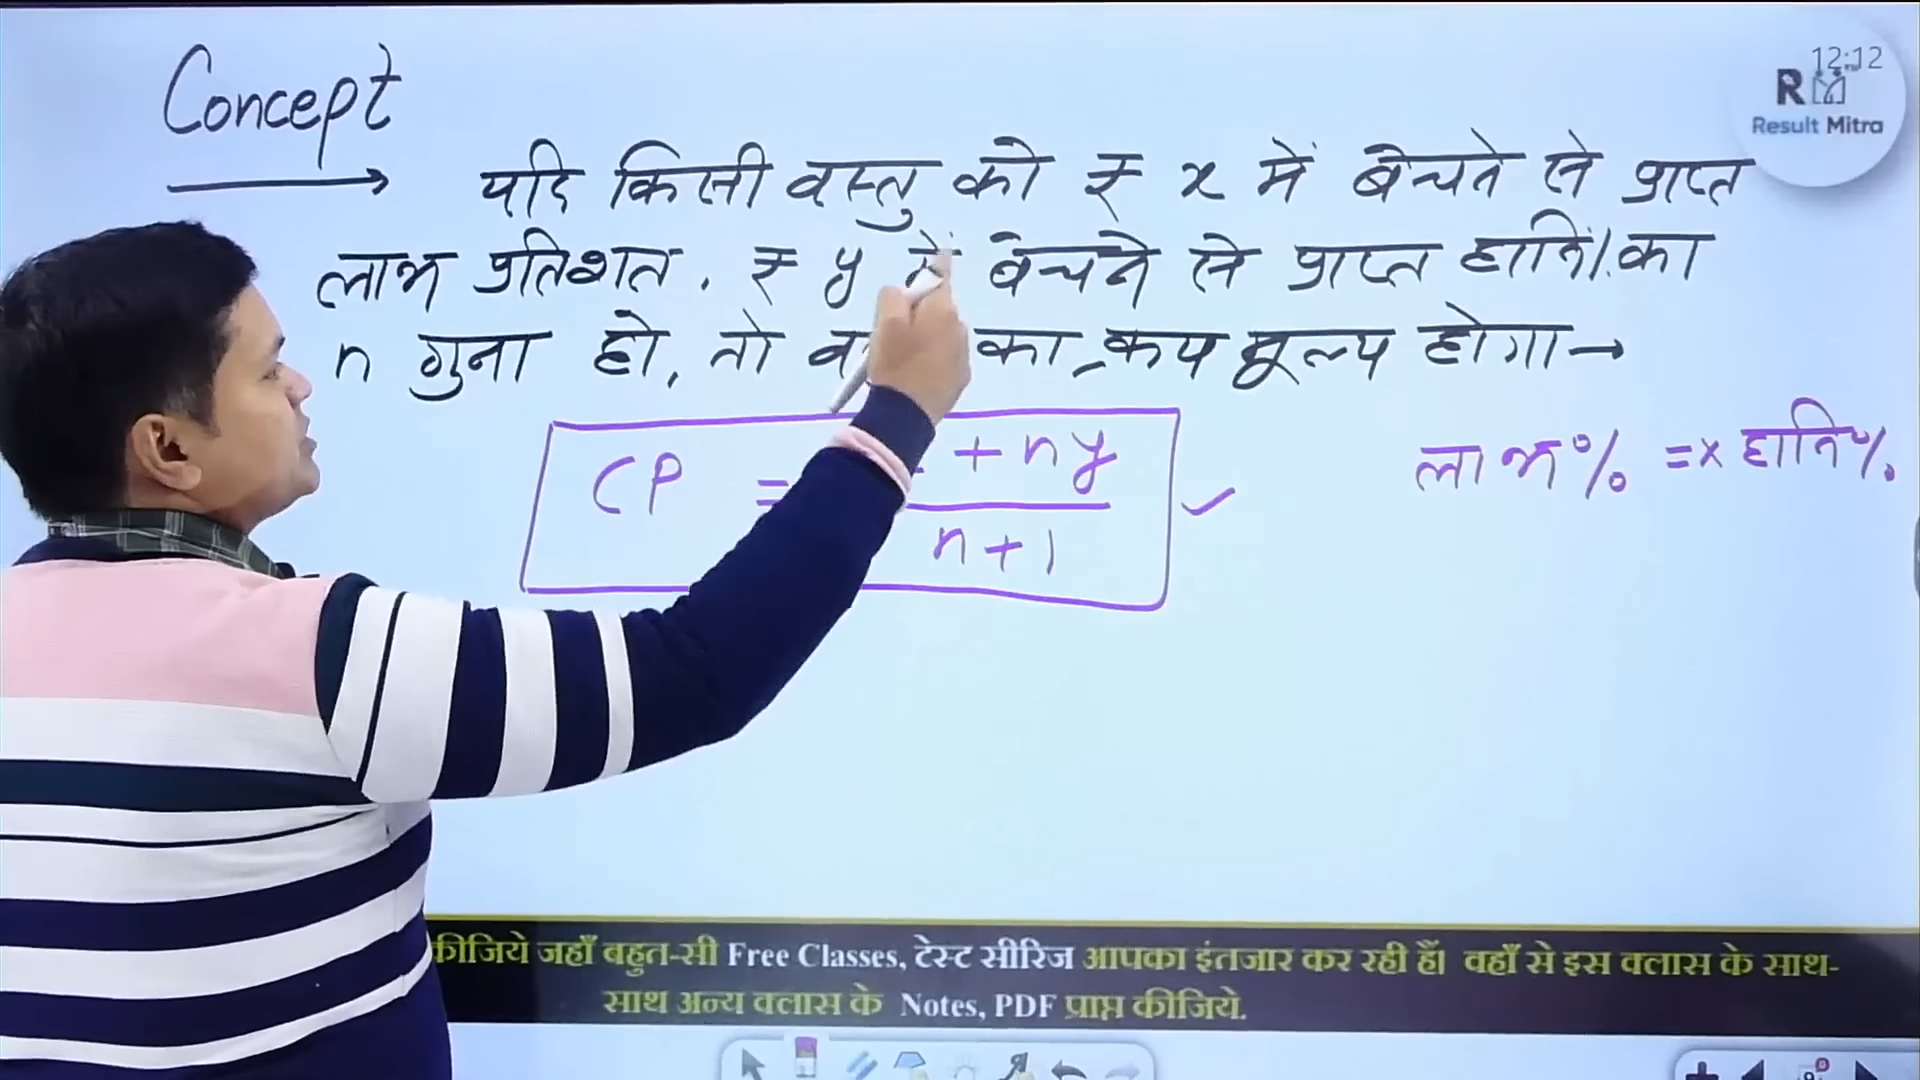 Concept
12:12
RM
Result Mitra
→ यदि किसी वस्तु को ₹ x में बेचने से प्राप्त
लाभ प्रतिशत, ₹ y में बेचने से प्राप्त हानि% का
n गुना हो, तो का क्रय मूल्य होगा→
CP = + ny
n+1
लाभ% = x हानि%
कीजिये जहाँ बहुत-सी Free Classes, टेस्ट सीरिज आपका इंतजार कर रही हैं। वहाँ से इस क्लास के साथ-
साथ अन्य क्लास के Notes, PDF प्राप्त कीजिये.